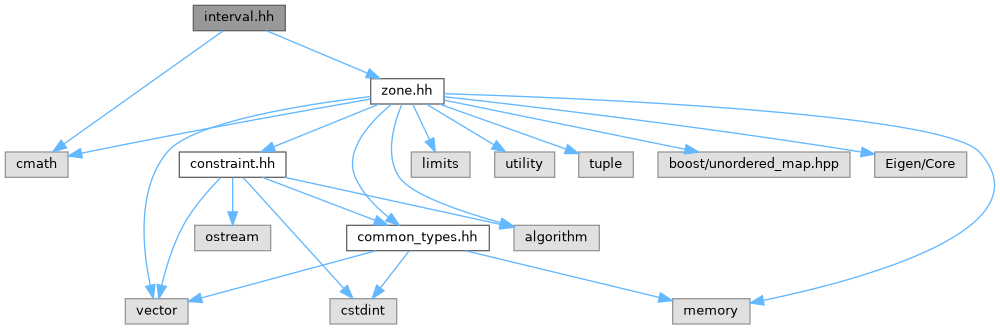 interval.hh
zone.hh
cmath
constraint.hh
limits
utility
tuple
boost/unordered_map.hpp
Eigen/Core
ostream
common_types.hh
algorithm
vector
cstdint
memory